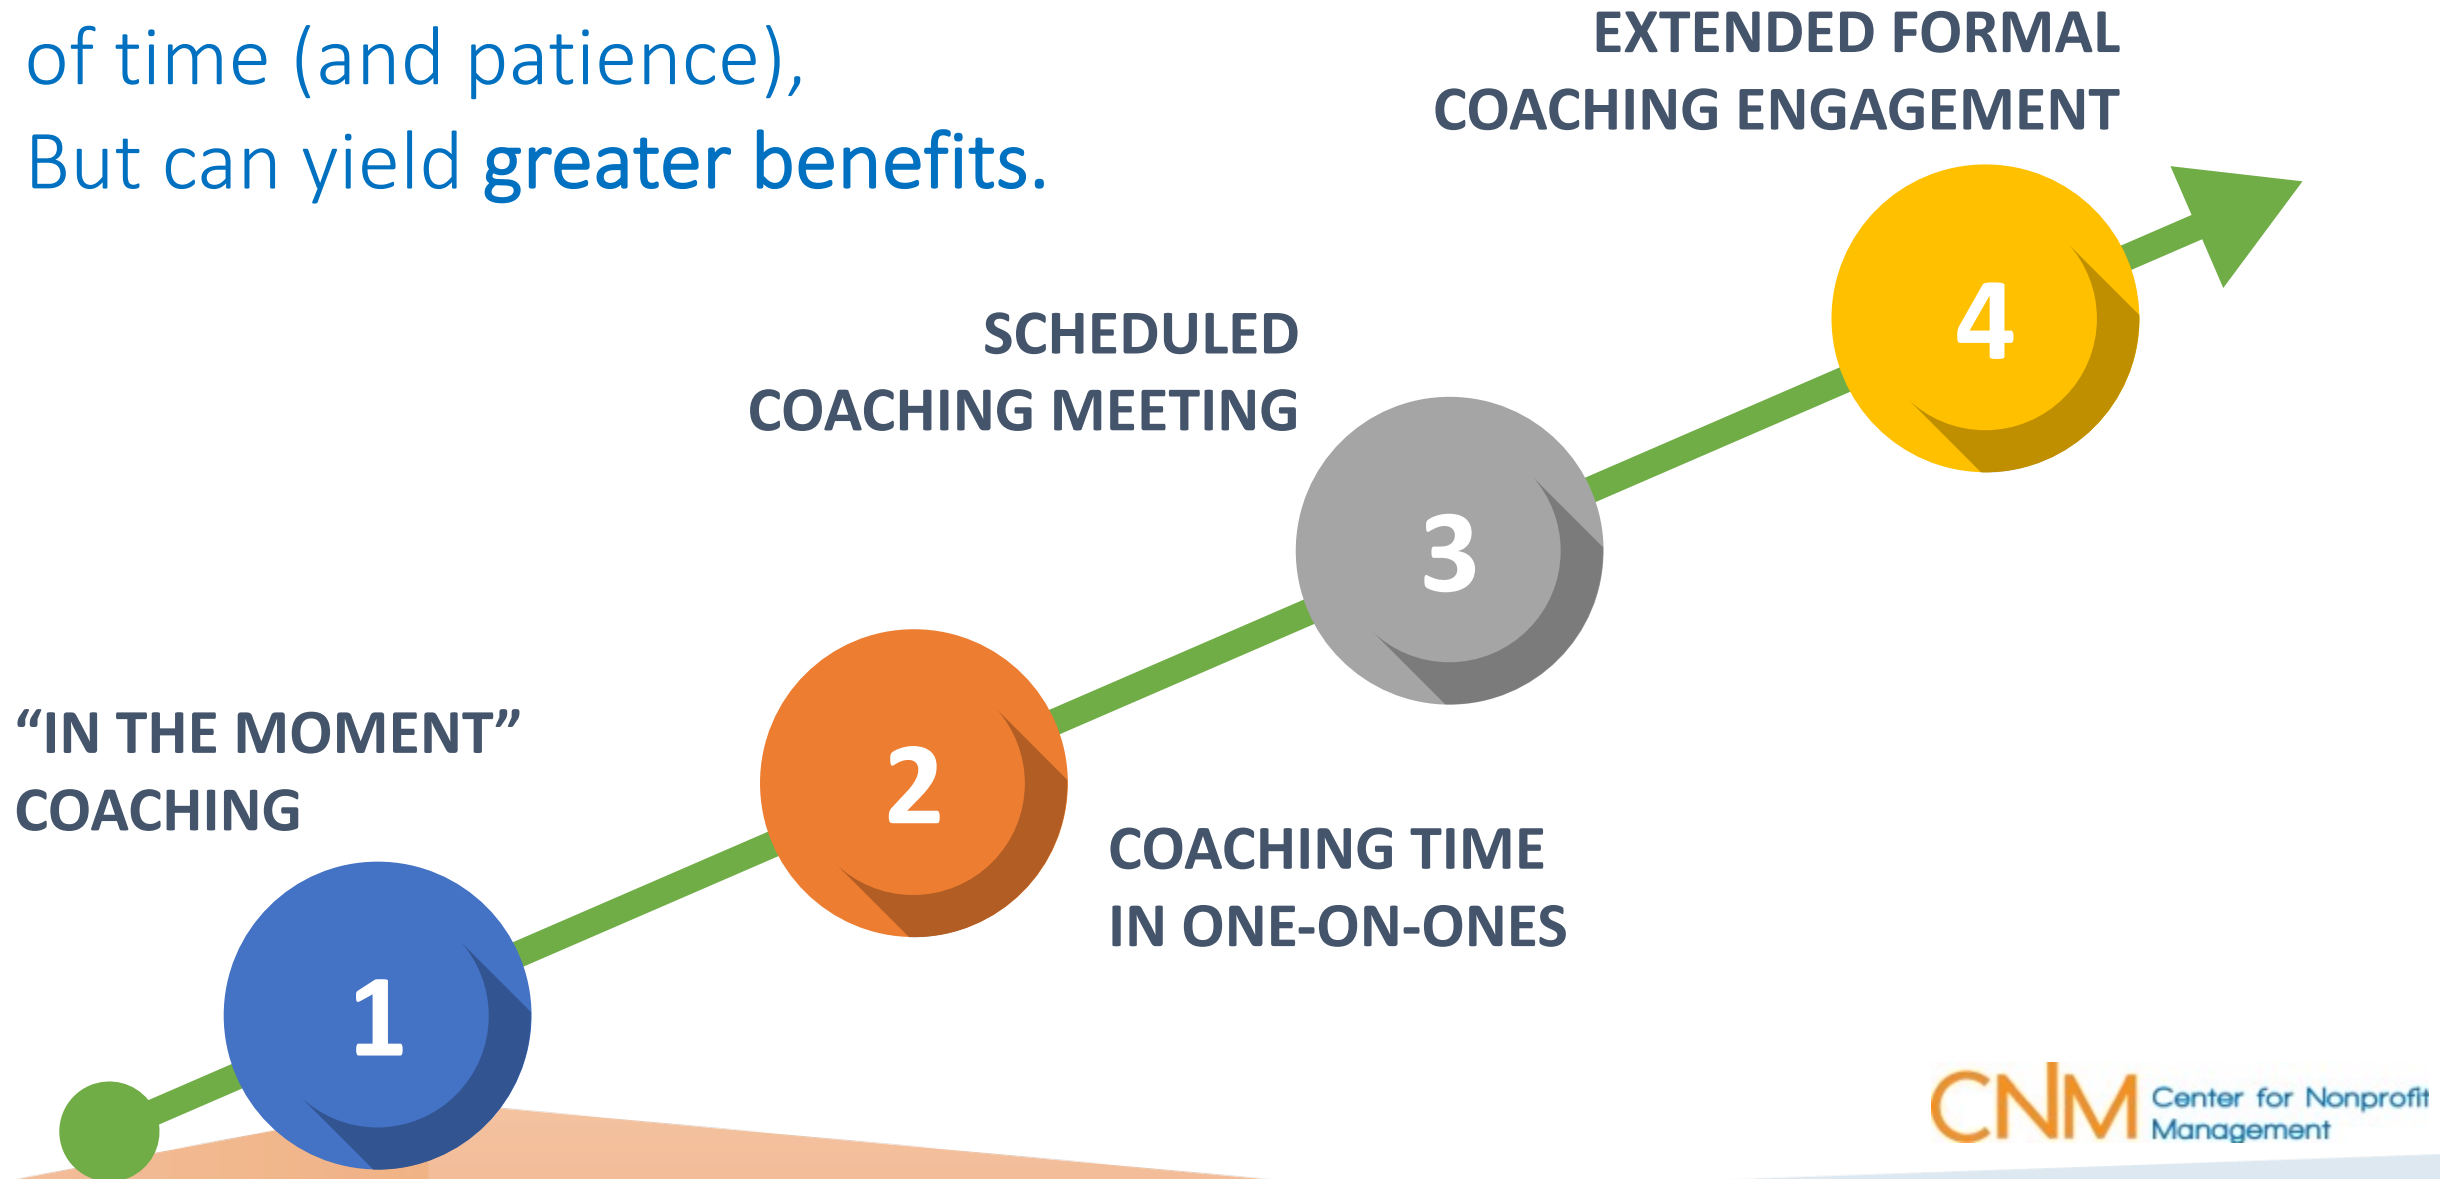 of time (and patience),
But can yield greater benefits.
EXTENDED FORMAL
COACHING ENGAGEMENT
4
SCHEDULED
COACHING MEETING
3
“IN THE MOMENT”
COACHING
2
COACHING TIME
IN ONE-ON-ONES
1
CNM Center for Nonprofit
Management